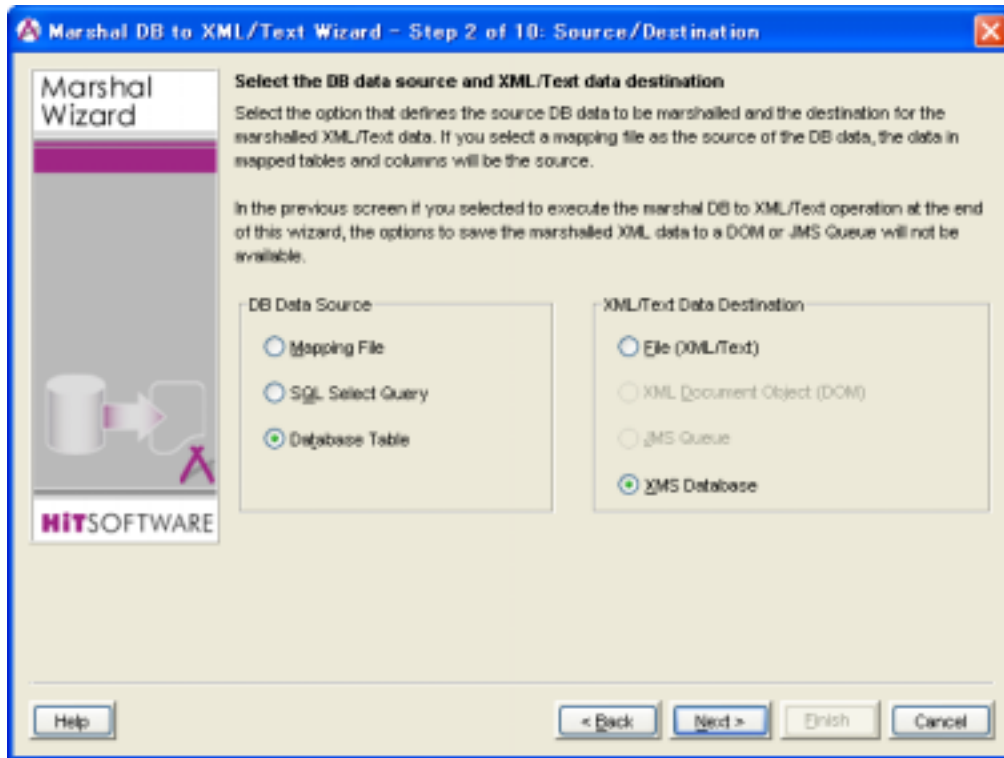 Marshal DB to XML/Text Wizard - Step 2 of 10: Source/Destination
Marshal
Wizard
Select the DB data source and XML/Text data destination
Select the option that defines the source DB data to be marshalled and the destination for the
marshalled XML/Text data. If you select a mapping file as the source of the DB data, the data in
mapped tables and columns will be the source.
In the previous screen if you selected to execute the marshal DB to XML/Text operation at the end
of this wizard, the options to save the marshalled XML data to a DOM or JMS Queue will not be
available.
DB Data Source
Mapping File
SQL Select Query
Database Table
XML/Text Data Destination
File (XML/Text)
XML Document Object (DOM)
JMS Queue
XMS Database
HiTSOFTWARE
Help
< Back
Next >
Finish
Cancel